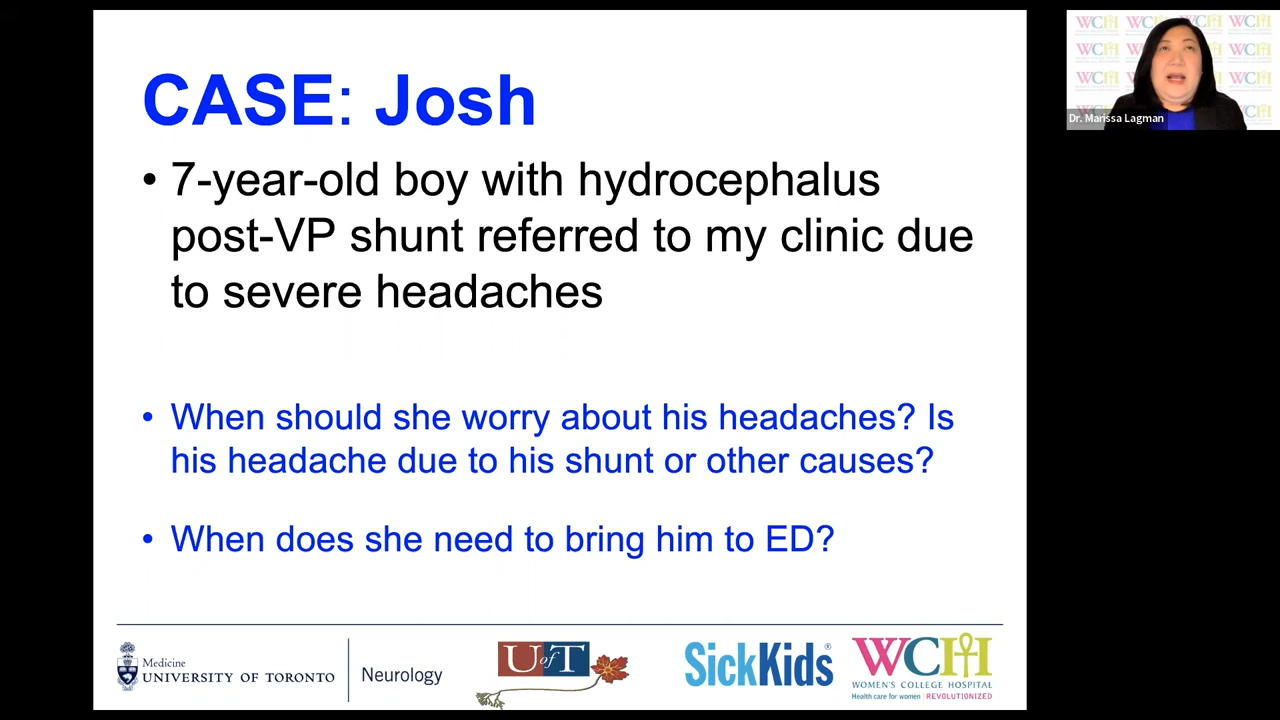 CASE: Josh
• 7-year-old boy with hydrocephalus
post-VP shunt referred to my clinic due
to severe headaches
• When should she worry about his headaches? Is
his headache due to his shunt or other causes?
• When does she need to bring him to ED?
Medicine
UNIVERSITY OF TORONTO
Neurology
U of T
SickKids®
WCH
WOMEN'S COLLEGE HOSPITAL
Health care for women REVOLUTIONIZED
WCH
Dr. Marissa Lagman